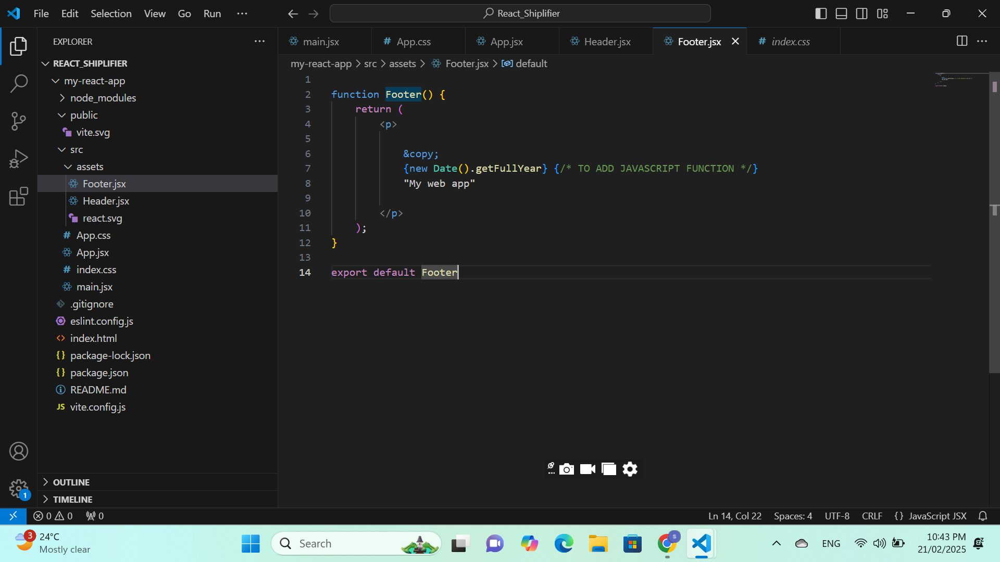 File Edit Selection View Go Run ···
React_Shiplifier
EXPLORER
REACT_SHIPLIFIER
my-react-app
node_modules
public
vite.svg
src
assets
Footer.jsx
Header.jsx
react.svg
# App.css
App.jsx
# index.css
main.jsx
.gitignore
eslint.config.js
<> index.html
{} package-lock.json
{} package.json
README.md
JS vite.config.js
OUTLINE
TIMELINE
1
main.jsx # App.css App.jsx Header.jsx Footer.jsx # index.css
my-react-app > src > assets > Footer.jsx > default
1
2 function Footer() {
3 return (
4 <p>
5
6 &copy;
7 {new Date().getFullYear} {/* TO ADD JAVASCRIPT FUNCTION */}
8 "My web app"
9
10 </p>
11 );
12 }
13
14 export default Footer
0 0 0
Ln 14, Col 22 Spaces: 4 UTF-8 CRLF {} JavaScript JSX
3
24°C
Mostly clear
Search
S
ENG
10:43 PM
21/02/2025